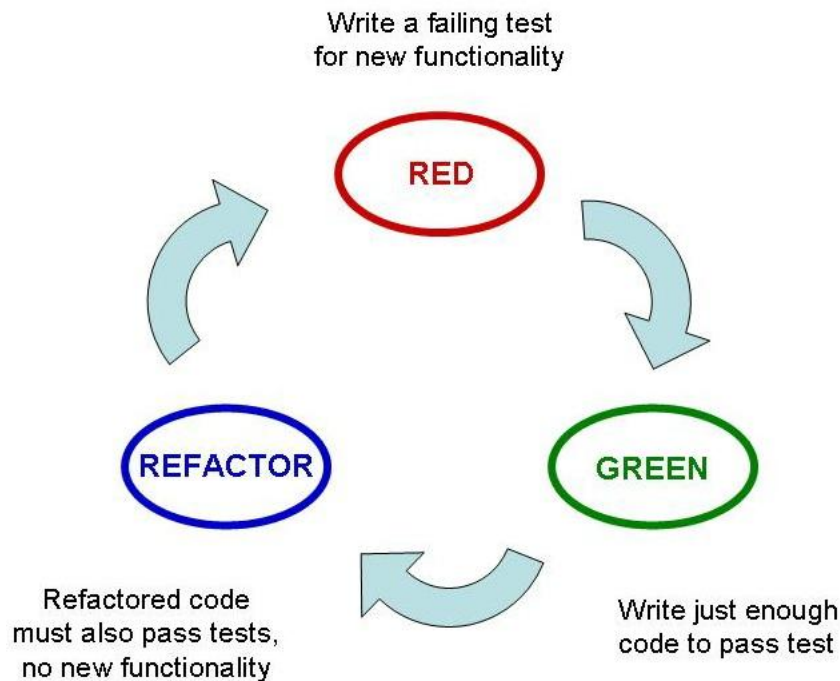 Write a failing test
for new functionality
RED
REFACTOR
GREEN
Refactored code
must also pass tests,
no new functionality
Write just enough
code to pass test